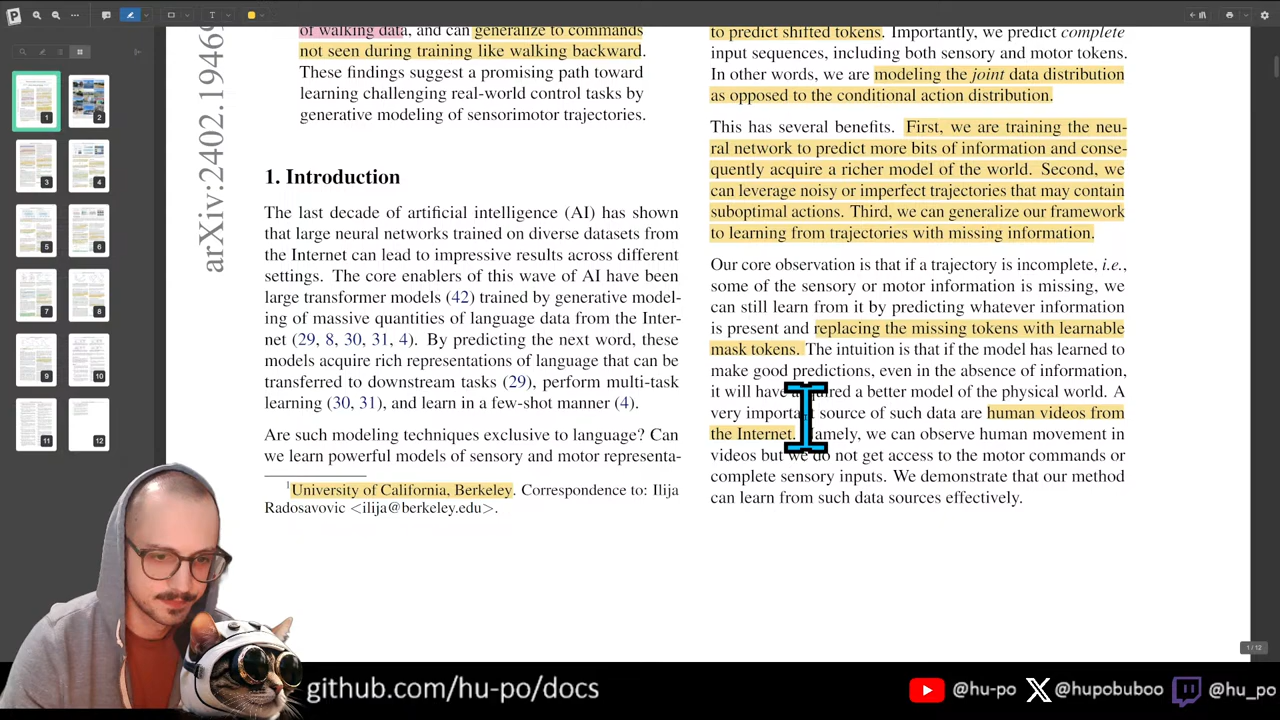 arXiv:2402.19469
of walking data, and can generalize to commands
not seen during training like walking backward.
These findings suggest a promising path toward
learning challenging real-world control tasks by
generative modeling of sensorimotor trajectories.
1. Introduction
The last decade of artificial intelligence (AI) has shown
that large neural networks trained on diverse datasets from
the Internet can lead to impressive results across different
settings. The core enablers of this wave of AI have been
large transformer models (42) trained by generative model-
ing of massive quantities of language data from the Inter-
net (29, 8, 30, 31, 4). By predicting the next word, these
models acquire rich representations of language that can be
transferred to downstream tasks (29), perform multi-task
learning (30, 31), and learn in a few-shot manner (4).
Are such modeling techniques exclusive to language? Can
we learn powerful models of sensory and motor representa-
1University of California, Berkeley. Correspondence to: Ilija
Radosavovic <ilija@berkeley.edu>.
to predict shifted tokens. Importantly, we predict complete
input sequences, including both sensory and motor tokens.
In other words, we are modeling the joint data distribution
as opposed to the conditional action distribution.
This has several benefits. First, we are training the neu-
ral network to predict more bits of information and conse-
quently acquire a richer model of the world. Second, we
can leverage noisy or imperfect trajectories that may contain
suboptimal actions. Third, we can generalize our framework
to learning from trajectories with missing information.
Our core observation is that if a trajectory is incomplete, i.e.,
some of the sensory or motor information is missing, we
can still learn from it by predicting whatever information
is present and replacing the missing tokens with learnable
mask tokens. The intuition is that if the model has learned to
make good predictions, even in the absence of information,
it will have acquired a better model of the physical world. A
very important source of such data are human videos from
the Internet. Namely, we can observe human movement in
videos but we do not get access to the motor commands or
complete sensory inputs. We demonstrate that our method
can learn from such data sources effectively.
1
2
3
4
5
6
7
8
9
10
11
12
1 / 12
github.com/hu-po/docs
@hu-po
@hupobuboo
@hu_po